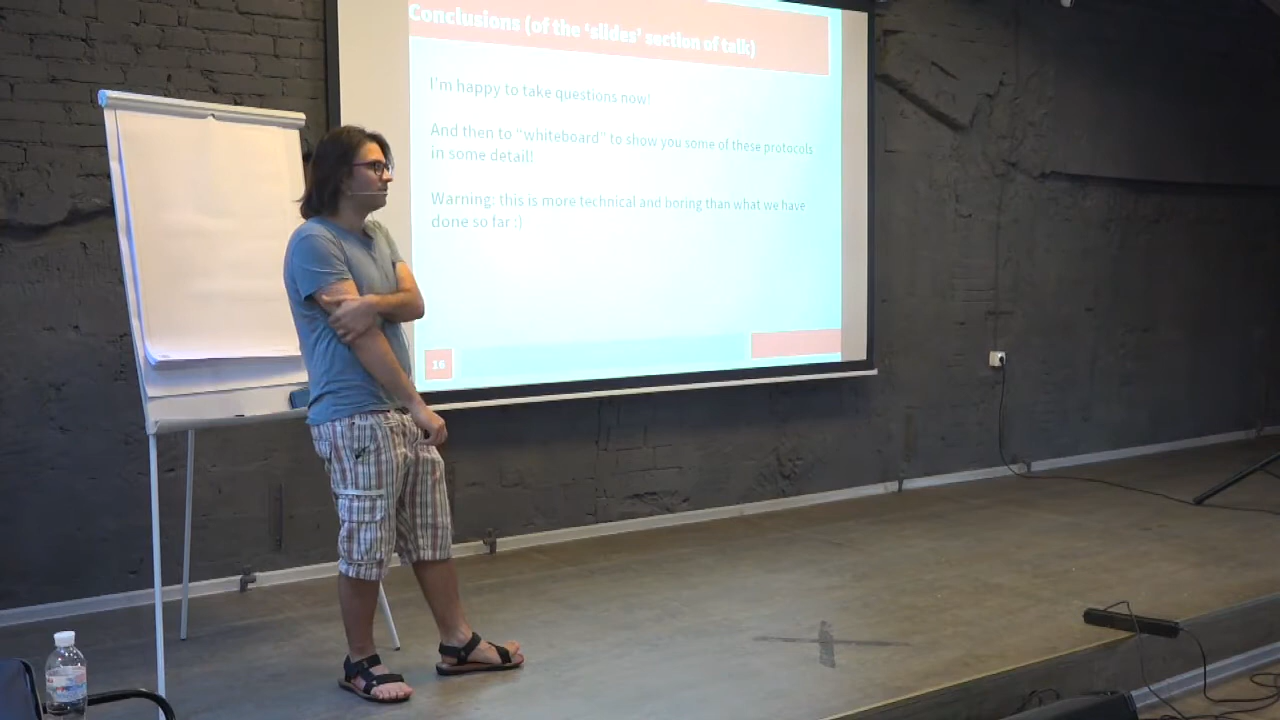 Conclusions (of the 'slides' section of talk)
I'm happy to take questions now!
And then to "whiteboard" to show you some of these protocols
in some detail!
Warning: this is more technical and boring than what we have
done so far :)
16